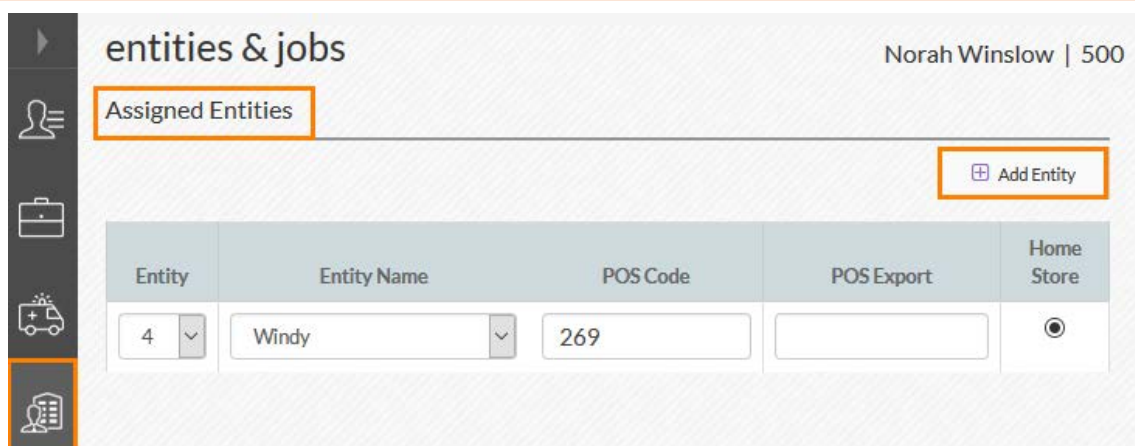 entities & jobs
Norah Winslow | 500
Assigned Entities
Add Entity
Entity Entity Name POS Code POS Export Home Store
4 Windy 269